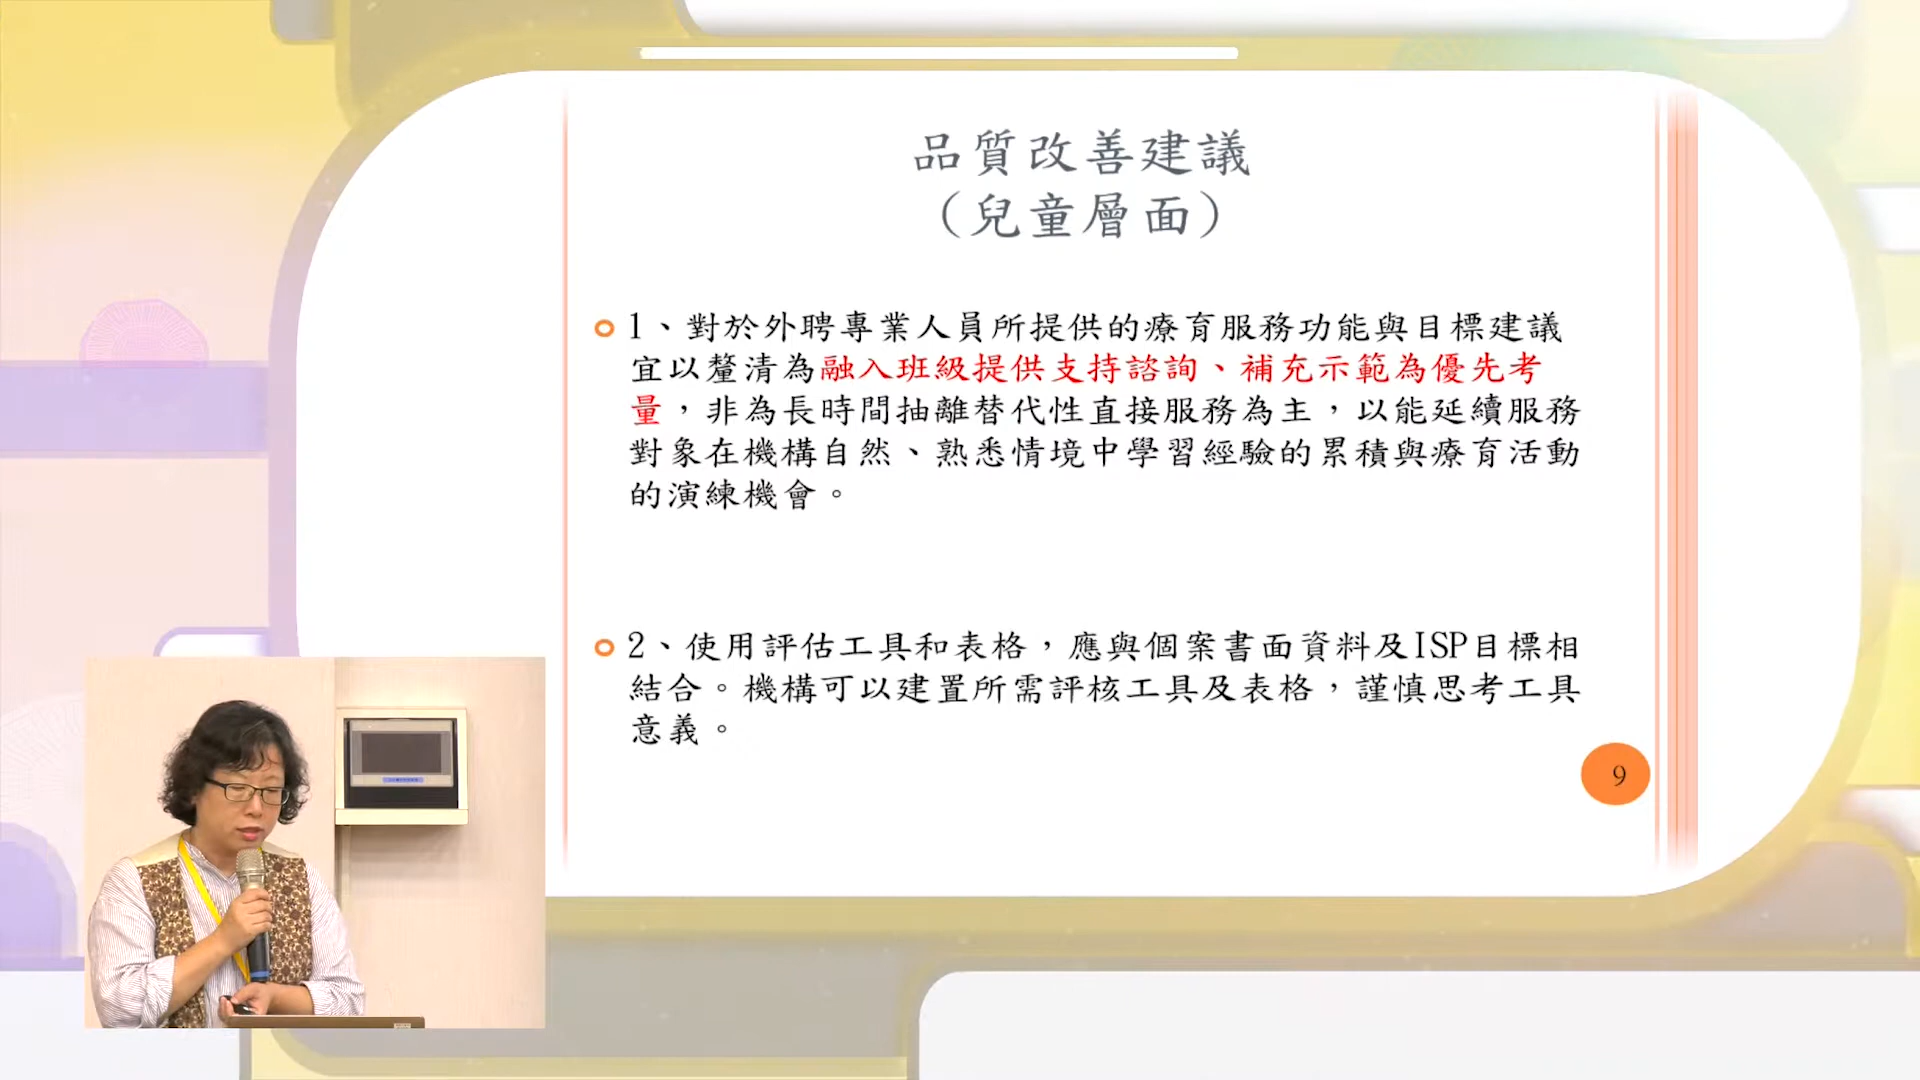 品質改善建議
（兒童層面）
1、對於外聘專業人員所提供的療育服務功能與目標建議
宜以釐清為融入班級提供支持諮詢、補充示範為優先考
量，非為長時間抽離替代性直接服務為主，以能延續服務
對象在機構自然、熟悉情境中學習經驗的累積與療育活動
的演練機會。
2、使用評估工具和表格，應與個案書面資料及ISP目標相
結合。機構可以建置所需評核工具及表格，謹慎思考工具
意義。
9